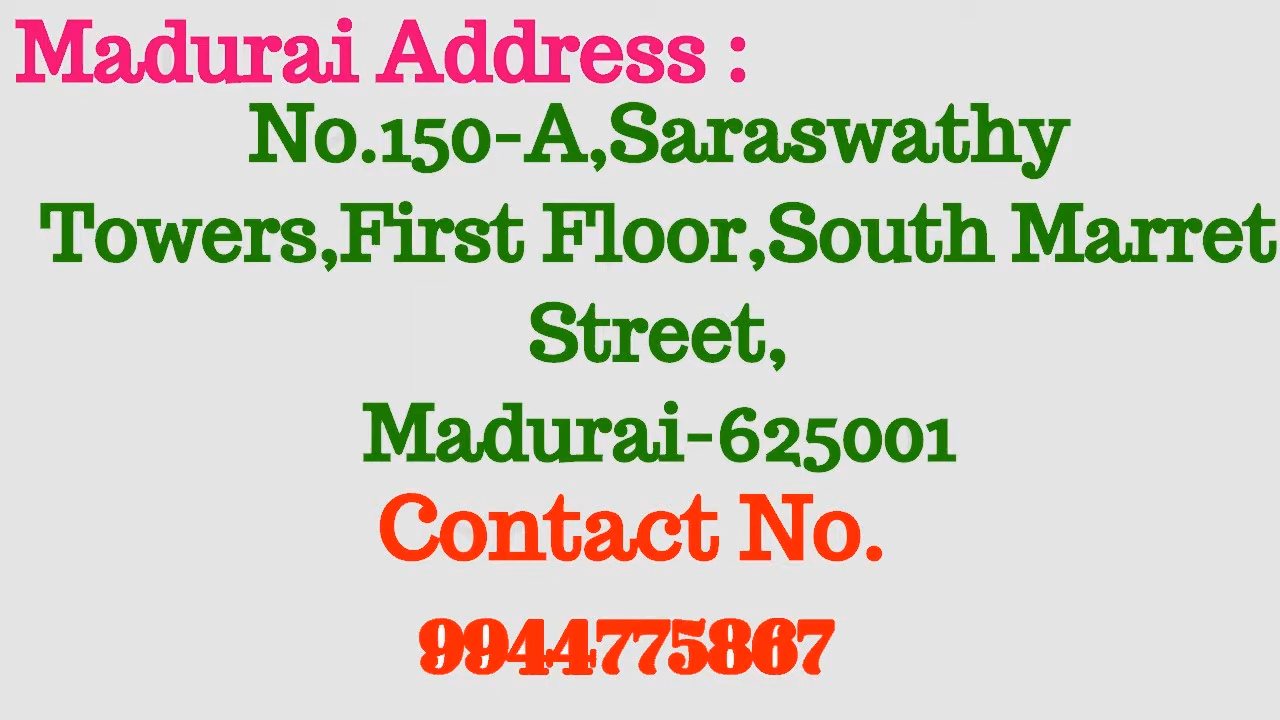 Madurai Address :
No.150-A,Saraswathy
Towers,First Floor,South Marret
Street,
Madurai-625001
Contact No.
9944775867